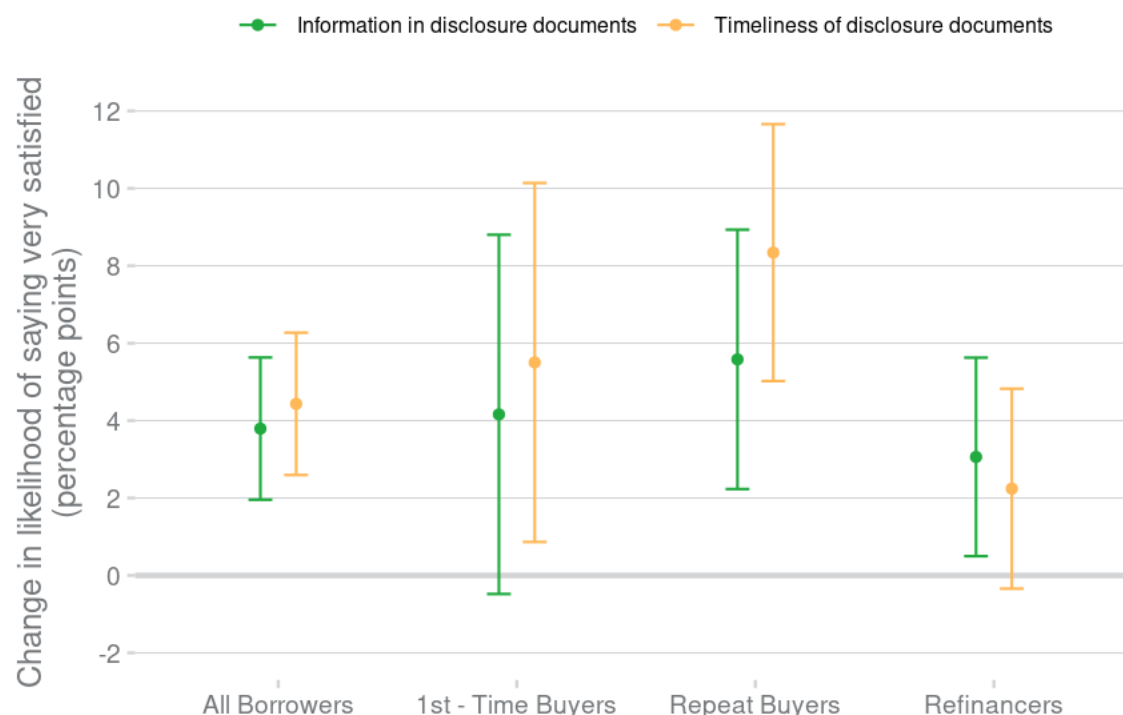 Information in disclosure documents Timeliness of disclosure documents
Change in likelihood of saying very satisfied
(percentage points)
12
10
8
6
4
2
0
-2
All Borrowers 1st - Time Buyers Repeat Buyers Refinancers